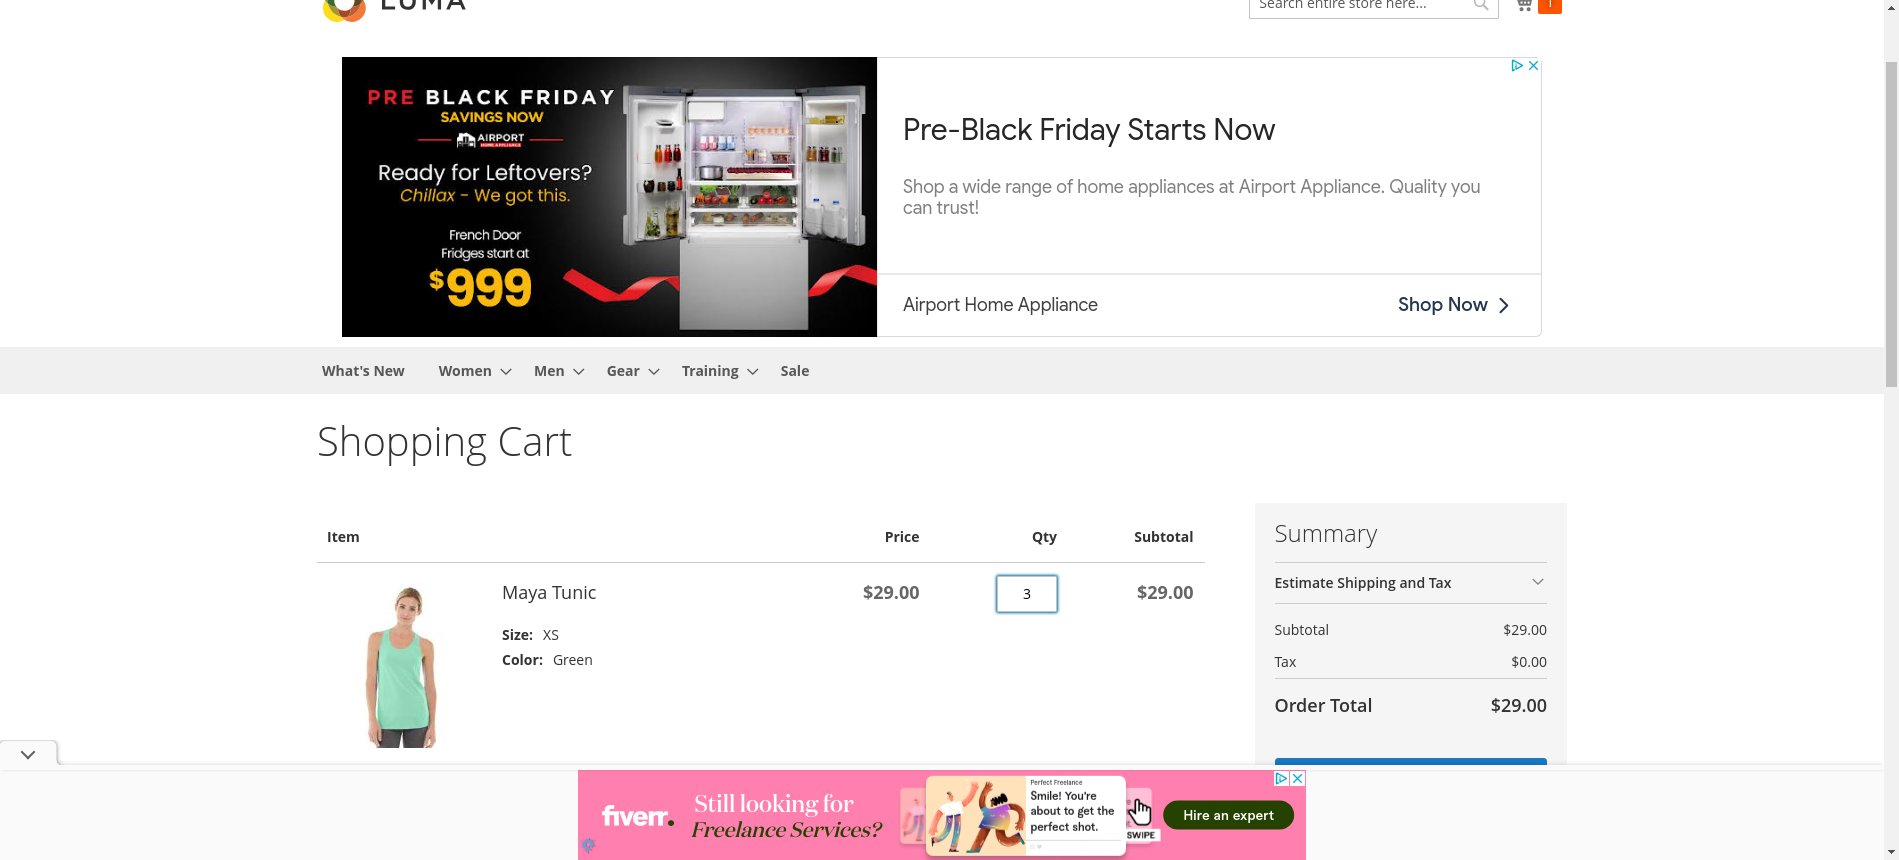 LUMA
Search entire store here...
1
PRE BLACK FRIDAY
SAVINGS NOW
AIRPORT
HOME APPLIANCE
Ready for Leftovers?
Chillax - We got this.
French Door
Fridges start at
$999
Pre-Black Friday Starts Now
Shop a wide range of home appliances at Airport Appliance. Quality you
can trust!
Airport Home Appliance
Shop Now
What's New
Women
Men
Gear
Training
Sale
Shopping Cart
Item
Price
Qty
Subtotal
Maya Tunic
$29.00
3
$29.00
Size: XS
Color: Green
Summary
Estimate Shipping and Tax
Subtotal $29.00
Tax $0.00
Order Total $29.00
fiverr.
Still looking for
Freelance Services?
Perfect Freelance
Smile! You're
about to get the
perfect shot.
SWIPE
Hire an expert